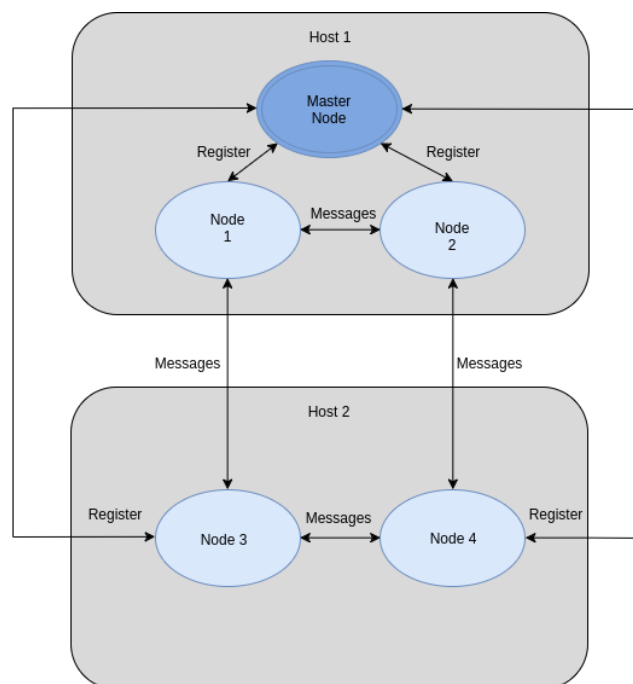 Host 1
Master
Node
Register
Register
Node
1
Messages
Node
2
Messages
Messages
Host 2
Register
Node 3
Messages
Node 4
Register